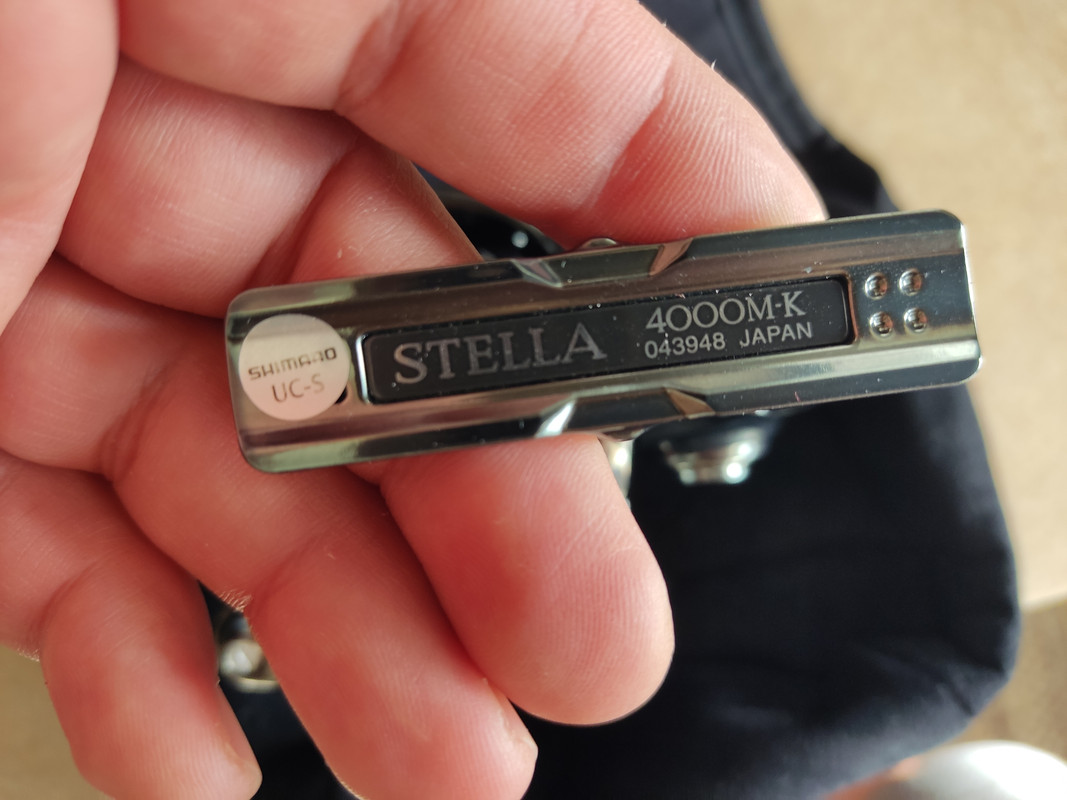 SHIMANO
UC-S
STELLA
4000M·K
043948 JAPAN